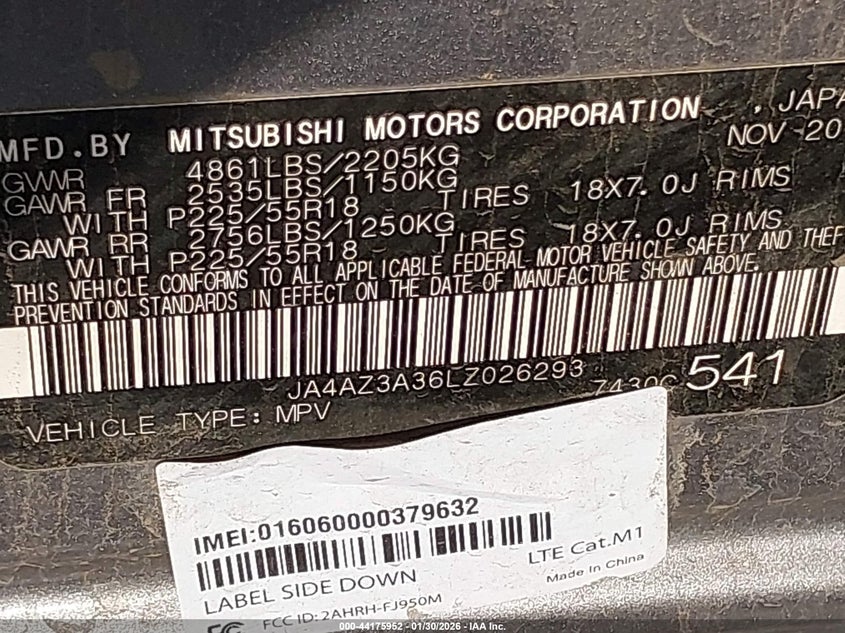 MFD.BY MITSUBISHI MOTORS CORPORATION , JAPA
NOV 20
GVWR 4861LBS/2205KG
GAWR FR 2535LBS/1150KG TIRES 18X7.0J RIMS
WITH P225/55R18
GAWR RR 2756LBS/1250KG TIRES 18X7.0J RIMS
WITH P225/55R18
THIS VEHICLE CONFORMS TO ALL APPLICABLE FEDERAL MOTOR VEHICLE SAFETY AND THEF
PREVENTION STANDARDS IN EFFECT ON THE DATE OF MANUFACTURE SHOWN ABOVE.
JA4AZ3A36LZ026293
7430C 541
VEHICLE TYPE: MPV
IMEI:016060000379632
LABEL SIDE DOWN LTE Cat.M1
FCC ID: 2AHRH-FJ950M Made In China
000-44175952 - 01/30/2026 - IAA Inc.